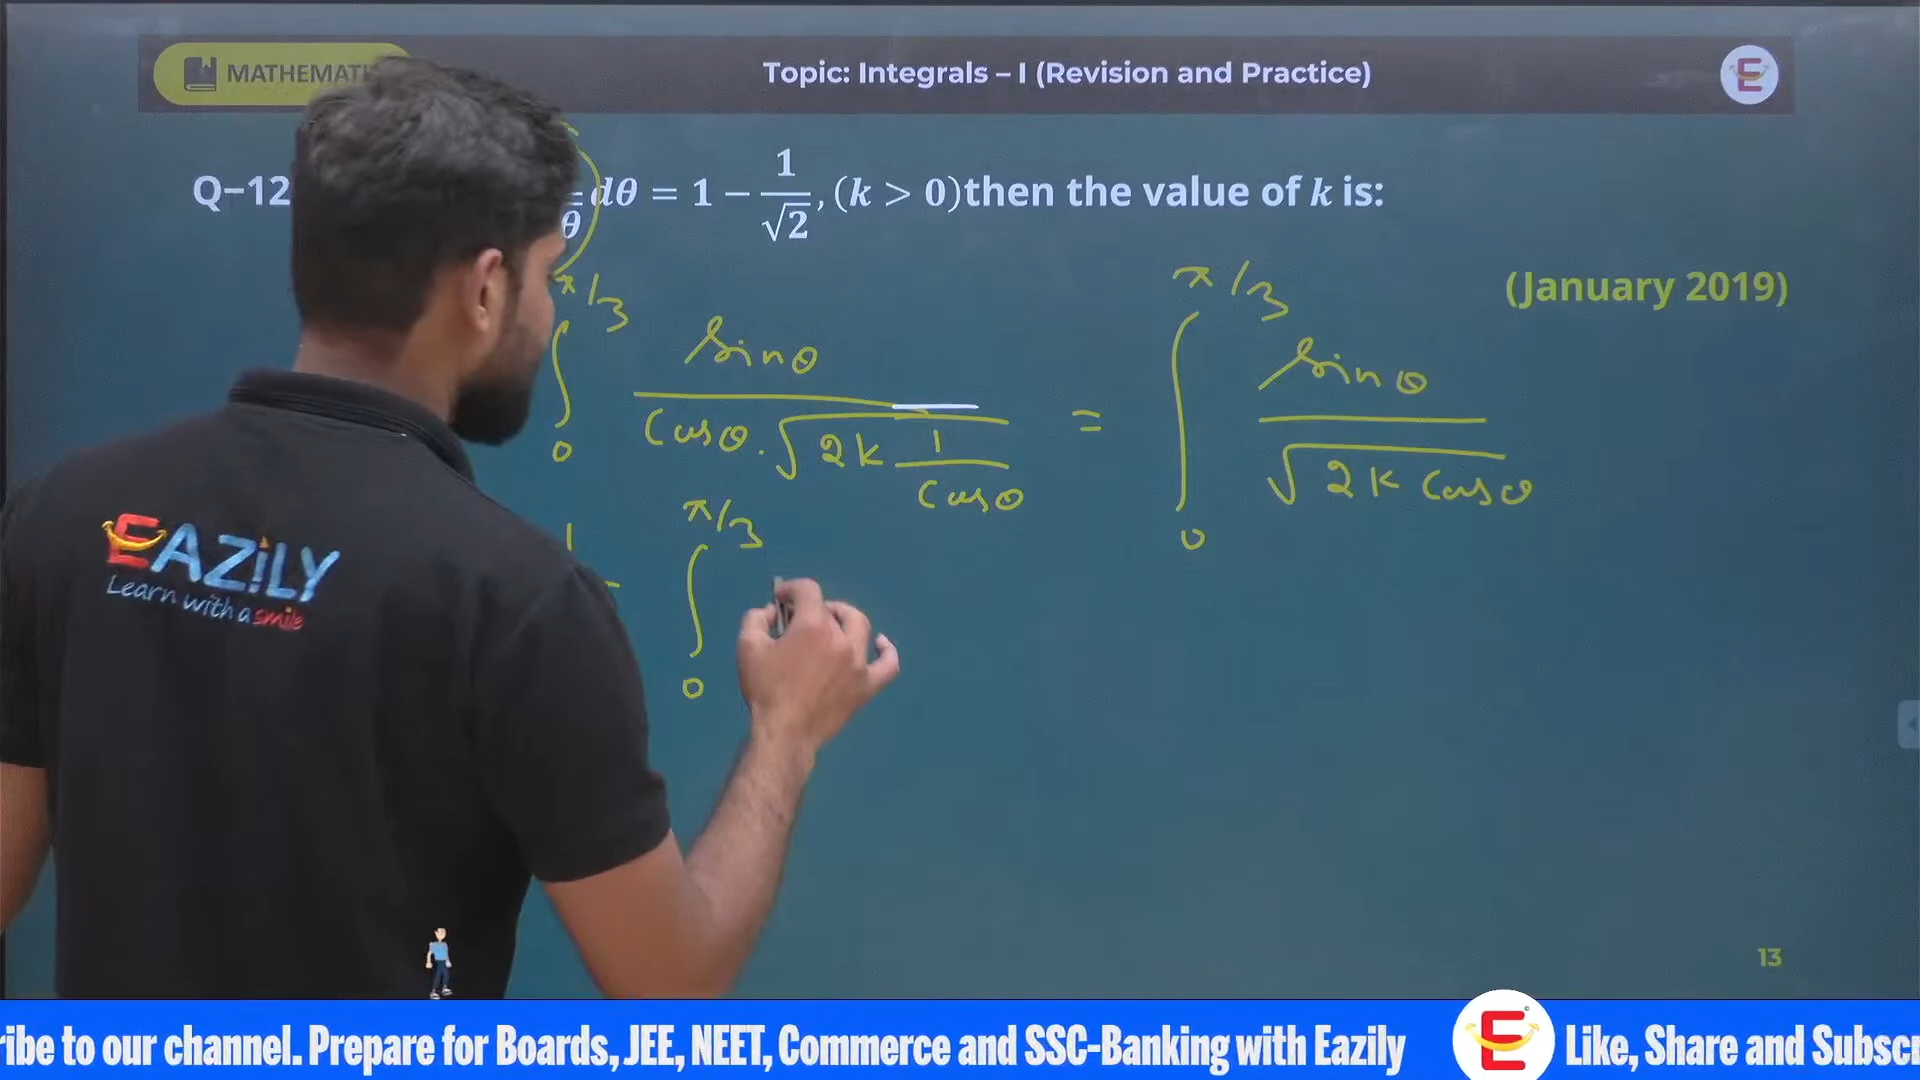 MATHEMATI
Topic: Integrals – I (Revision and Practice)
E
Q–12 θ dθ = 1 − 1/√2, (k > 0)then the value of k is:
(January 2019)
∫₀^π/3 sinθ / (cosθ.√(2k 1/cosθ)) = ∫₀^π/3 sinθ / √(2k cosθ)
1
∫₀^π/3
EAZiLY
Learn with a smile
13
ribe to our channel. Prepare for Boards, JEE, NEET, Commerce and SSC-Banking with Eazily E Like, Share and Subscr